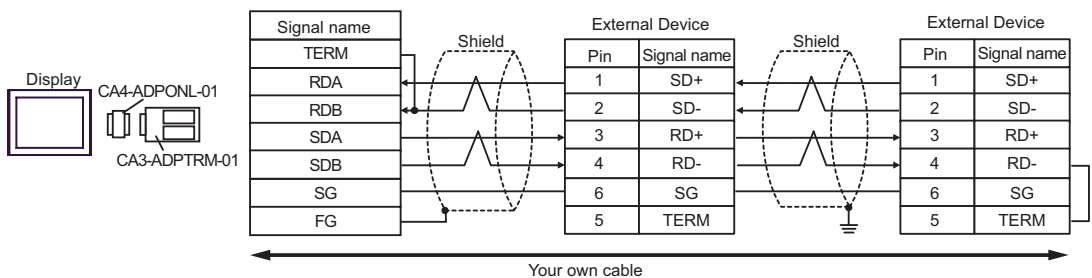 Display
CA4-ADPONL-01
CA3-ADPTRM-01
Signal name
TERM
RDA
RDB
SDA
SDB
SG
FG
Shield
External Device
Pin Signal name
1 SD+
2 SD-
3 RD+
4 RD-
6 SG
5 TERM
Shield
External Device
Pin Signal name
1 SD+
2 SD-
3 RD+
4 RD-
6 SG
5 TERM
Your own cable